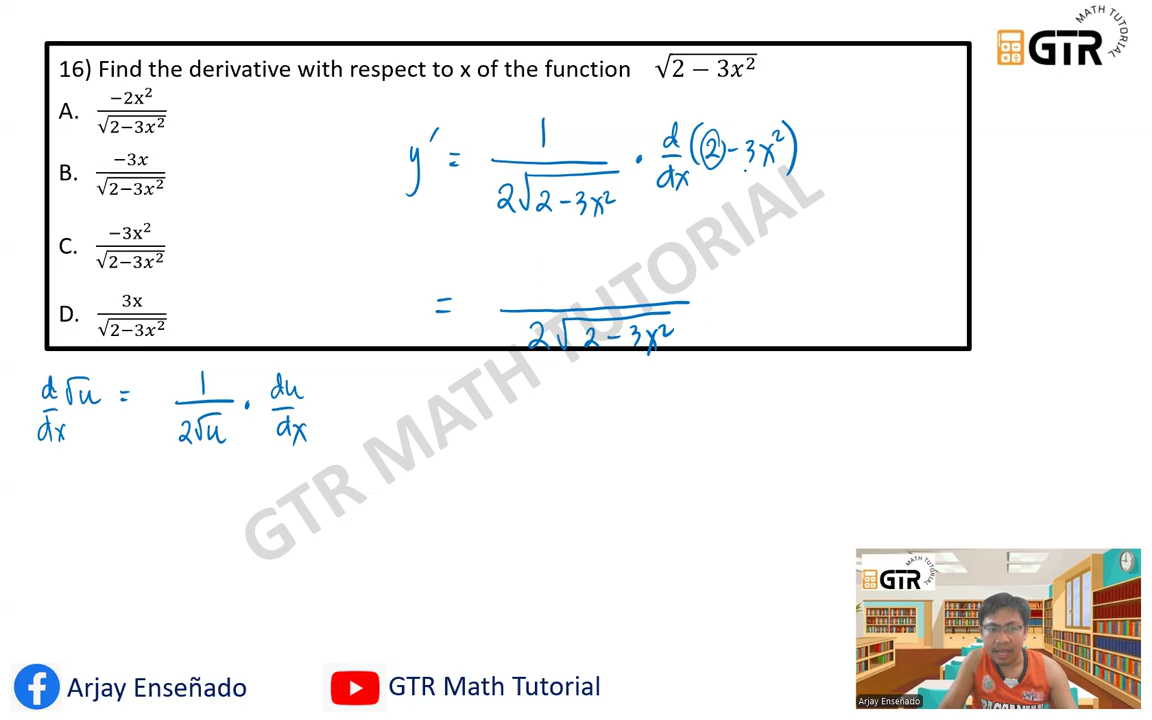 MATH TUTORIAL
GTR
16) Find the derivative with respect to x of the function √(2 − 3x²)
A. −2x²/√(2−3x²)
B. −3x/√(2−3x²)
C. −3x²/√(2−3x²)
D. 3x/√(2−3x²)
y′ = 1/(2√(2−3x²)) · d/dx (2 − 3x²)
= /(2√(2−3x²))
d/dx √u = 1/(2√u) · du/dx
GTR MATH TUTORIAL
MATH TUTORIAL
GTR
Arjay Enseñado
Arjay Enseñado
GTR Math Tutorial